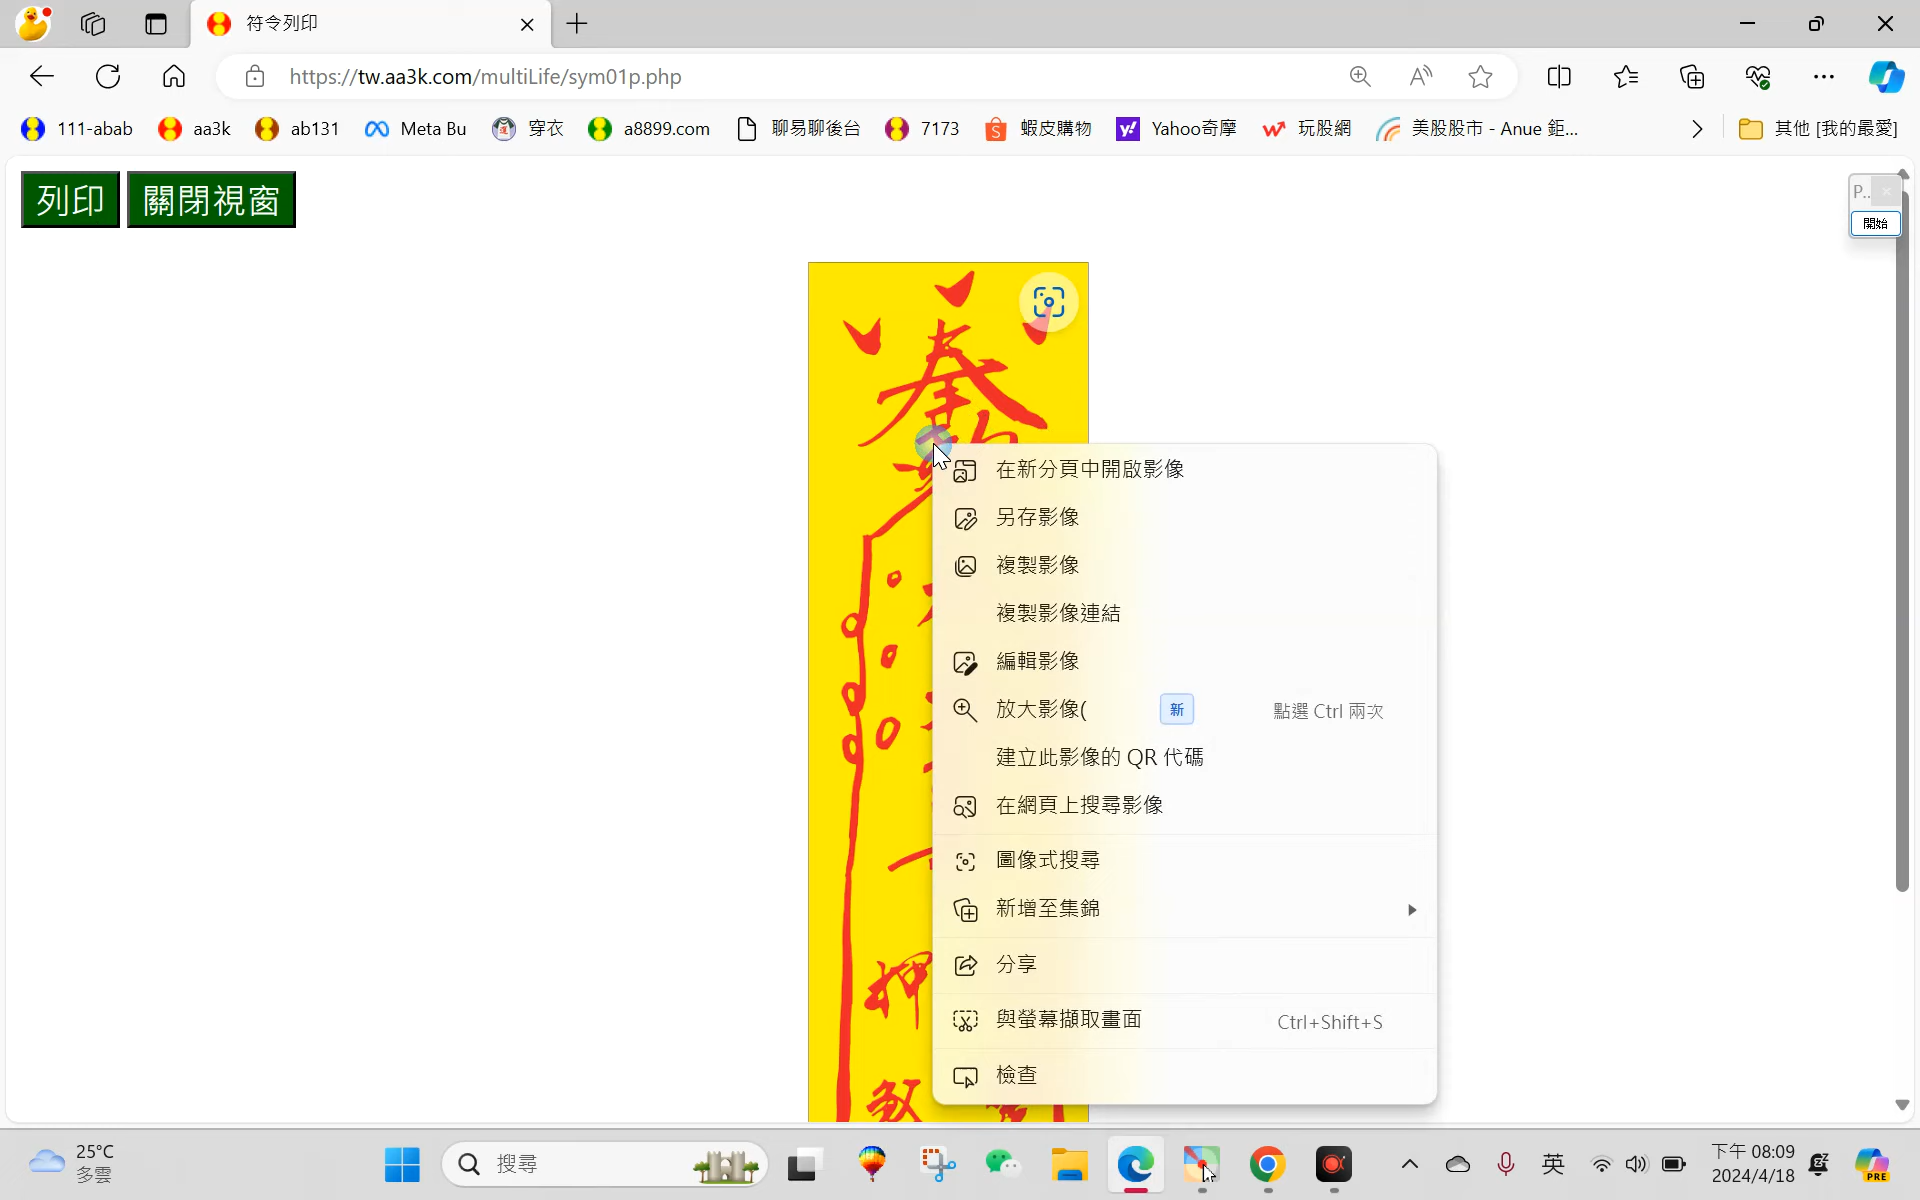 符令列印
https://tw.aa3k.com/multiLife/sym01p.php
111-abab
aa3k
ab131
Meta Bu
穿衣
a8899.com
聊易聊後台
7173
蝦皮購物
Yahoo奇摩
玩股網
美股股市 - Anue 鉅...
其他 [我的最愛]
列印
關閉視窗
P..
開始
在新分頁中開啟影像
另存影像
複製影像
複製影像連結
編輯影像
放大影像(
新
點選 Ctrl 兩次
建立此影像的 QR 代碼
在網頁上搜尋影像
圖像式搜尋
新增至集錦
分享
與螢幕擷取畫面
Ctrl+Shift+S
檢查
押
25°C
多雲
搜尋
英
下午 08:09
2024/4/18
PRE